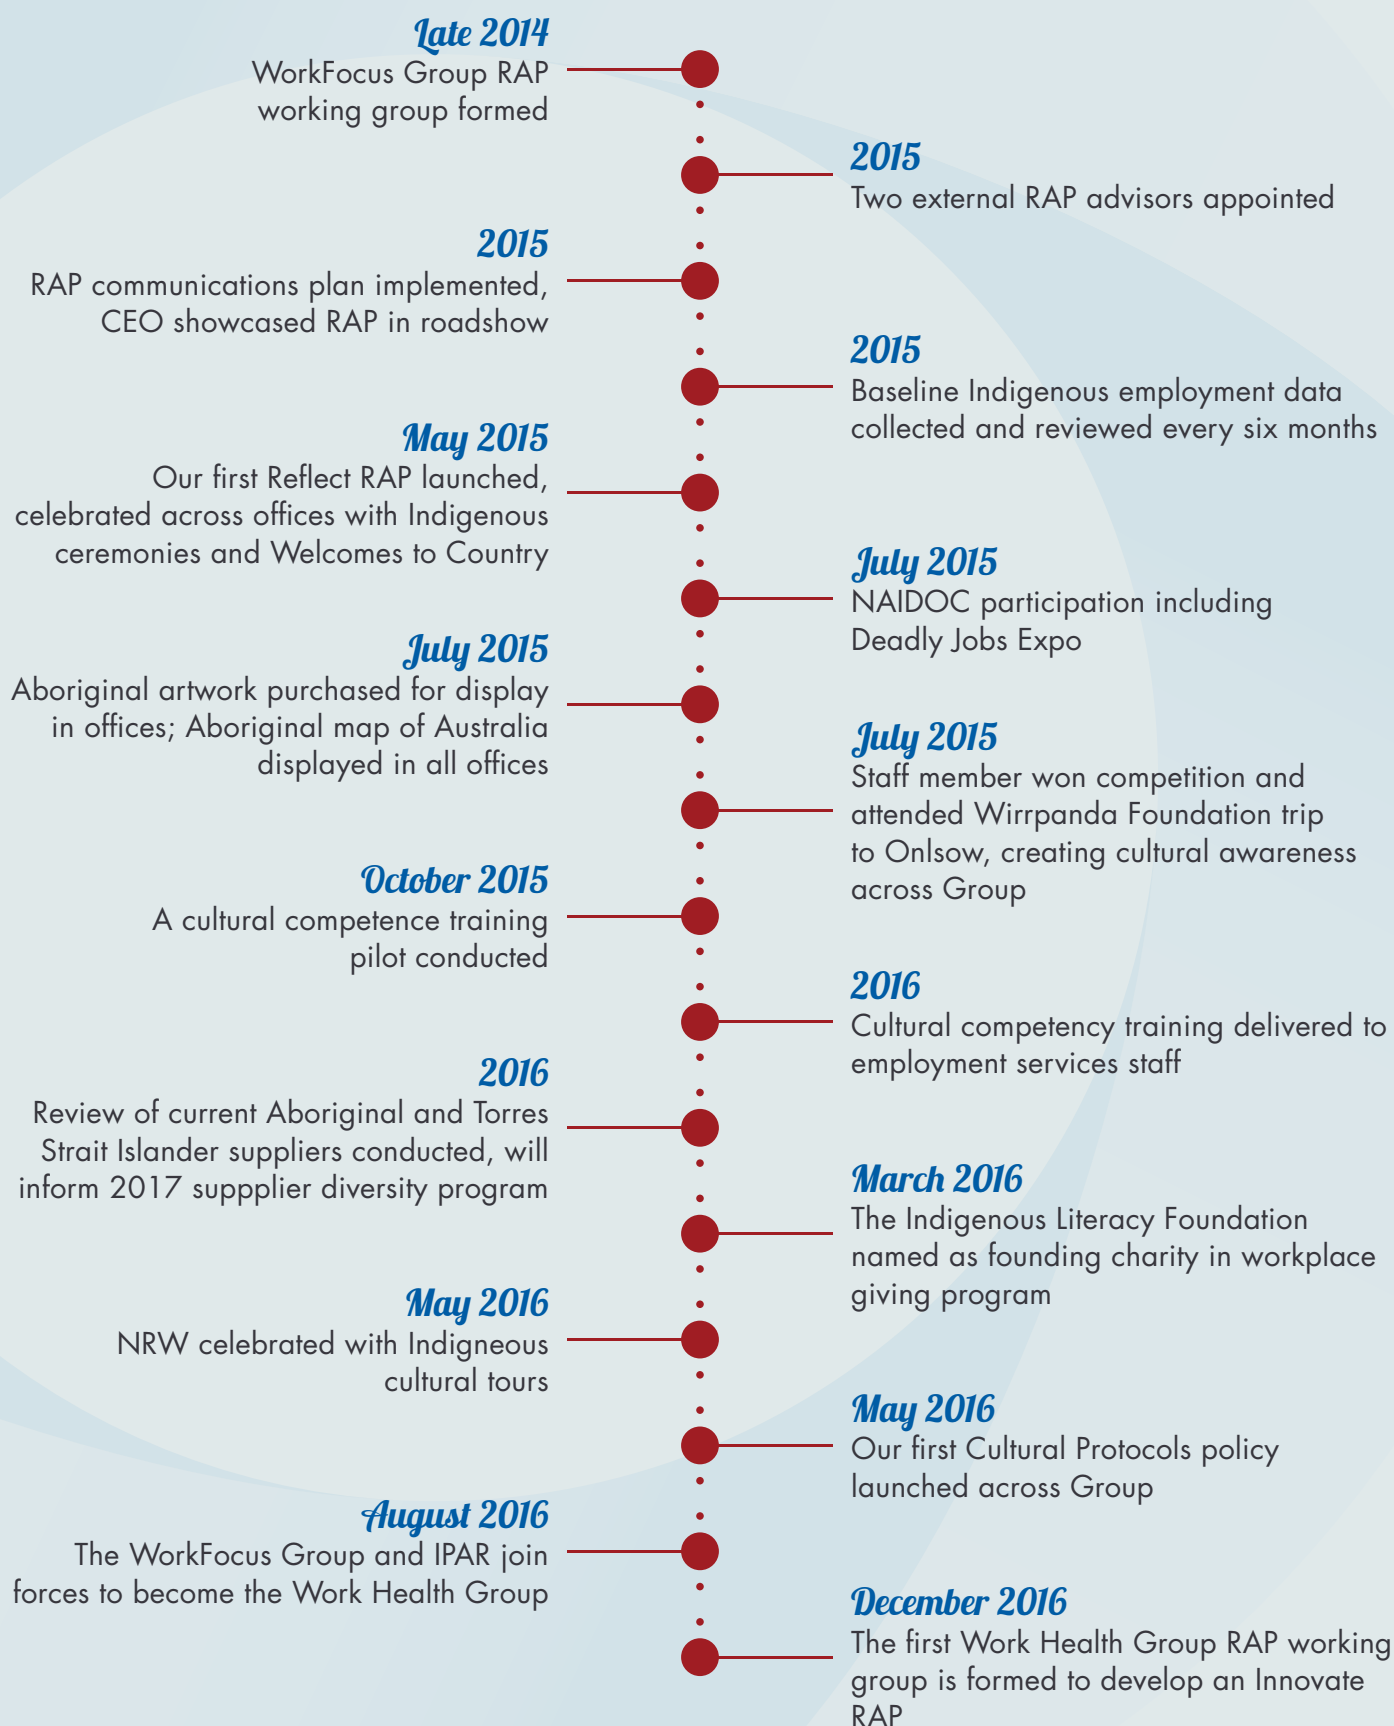 Late 2014
WorkFocus Group RAP
working group formed
2015
Two external RAP advisors appointed
2015
RAP communications plan implemented,
CEO showcased RAP in roadshow
2015
Baseline Indigenous employment data
collected and reviewed every six months
May 2015
Our first Reflect RAP launched,
celebrated across offices with Indigenous
ceremonies and Welcomes to Country
July 2015
NAIDOC participation including
Deadly Jobs Expo
July 2015
Aboriginal artwork purchased for display
in offices; Aboriginal map of Australia
displayed in all offices
July 2015
Staff member won competition and
attended Wirrpanda Foundation trip
to Onlsow, creating cultural awareness
across Group
October 2015
A cultural competence training
pilot conducted
2016
Cultural competency training delivered to
employment services staff
2016
Review of current Aboriginal and Torres
Strait Islander suppliers conducted, will
inform 2017 suppplier diversity program
March 2016
The Indigenous Literacy Foundation
named as founding charity in workplace
giving program
May 2016
NRW celebrated with Indigneous
cultural tours
May 2016
Our first Cultural Protocols policy
launched across Group
August 2016
The WorkFocus Group and IPAR join
forces to become the Work Health Group
December 2016
The first Work Health Group RAP working
group is formed to develop an Innovate
RAP